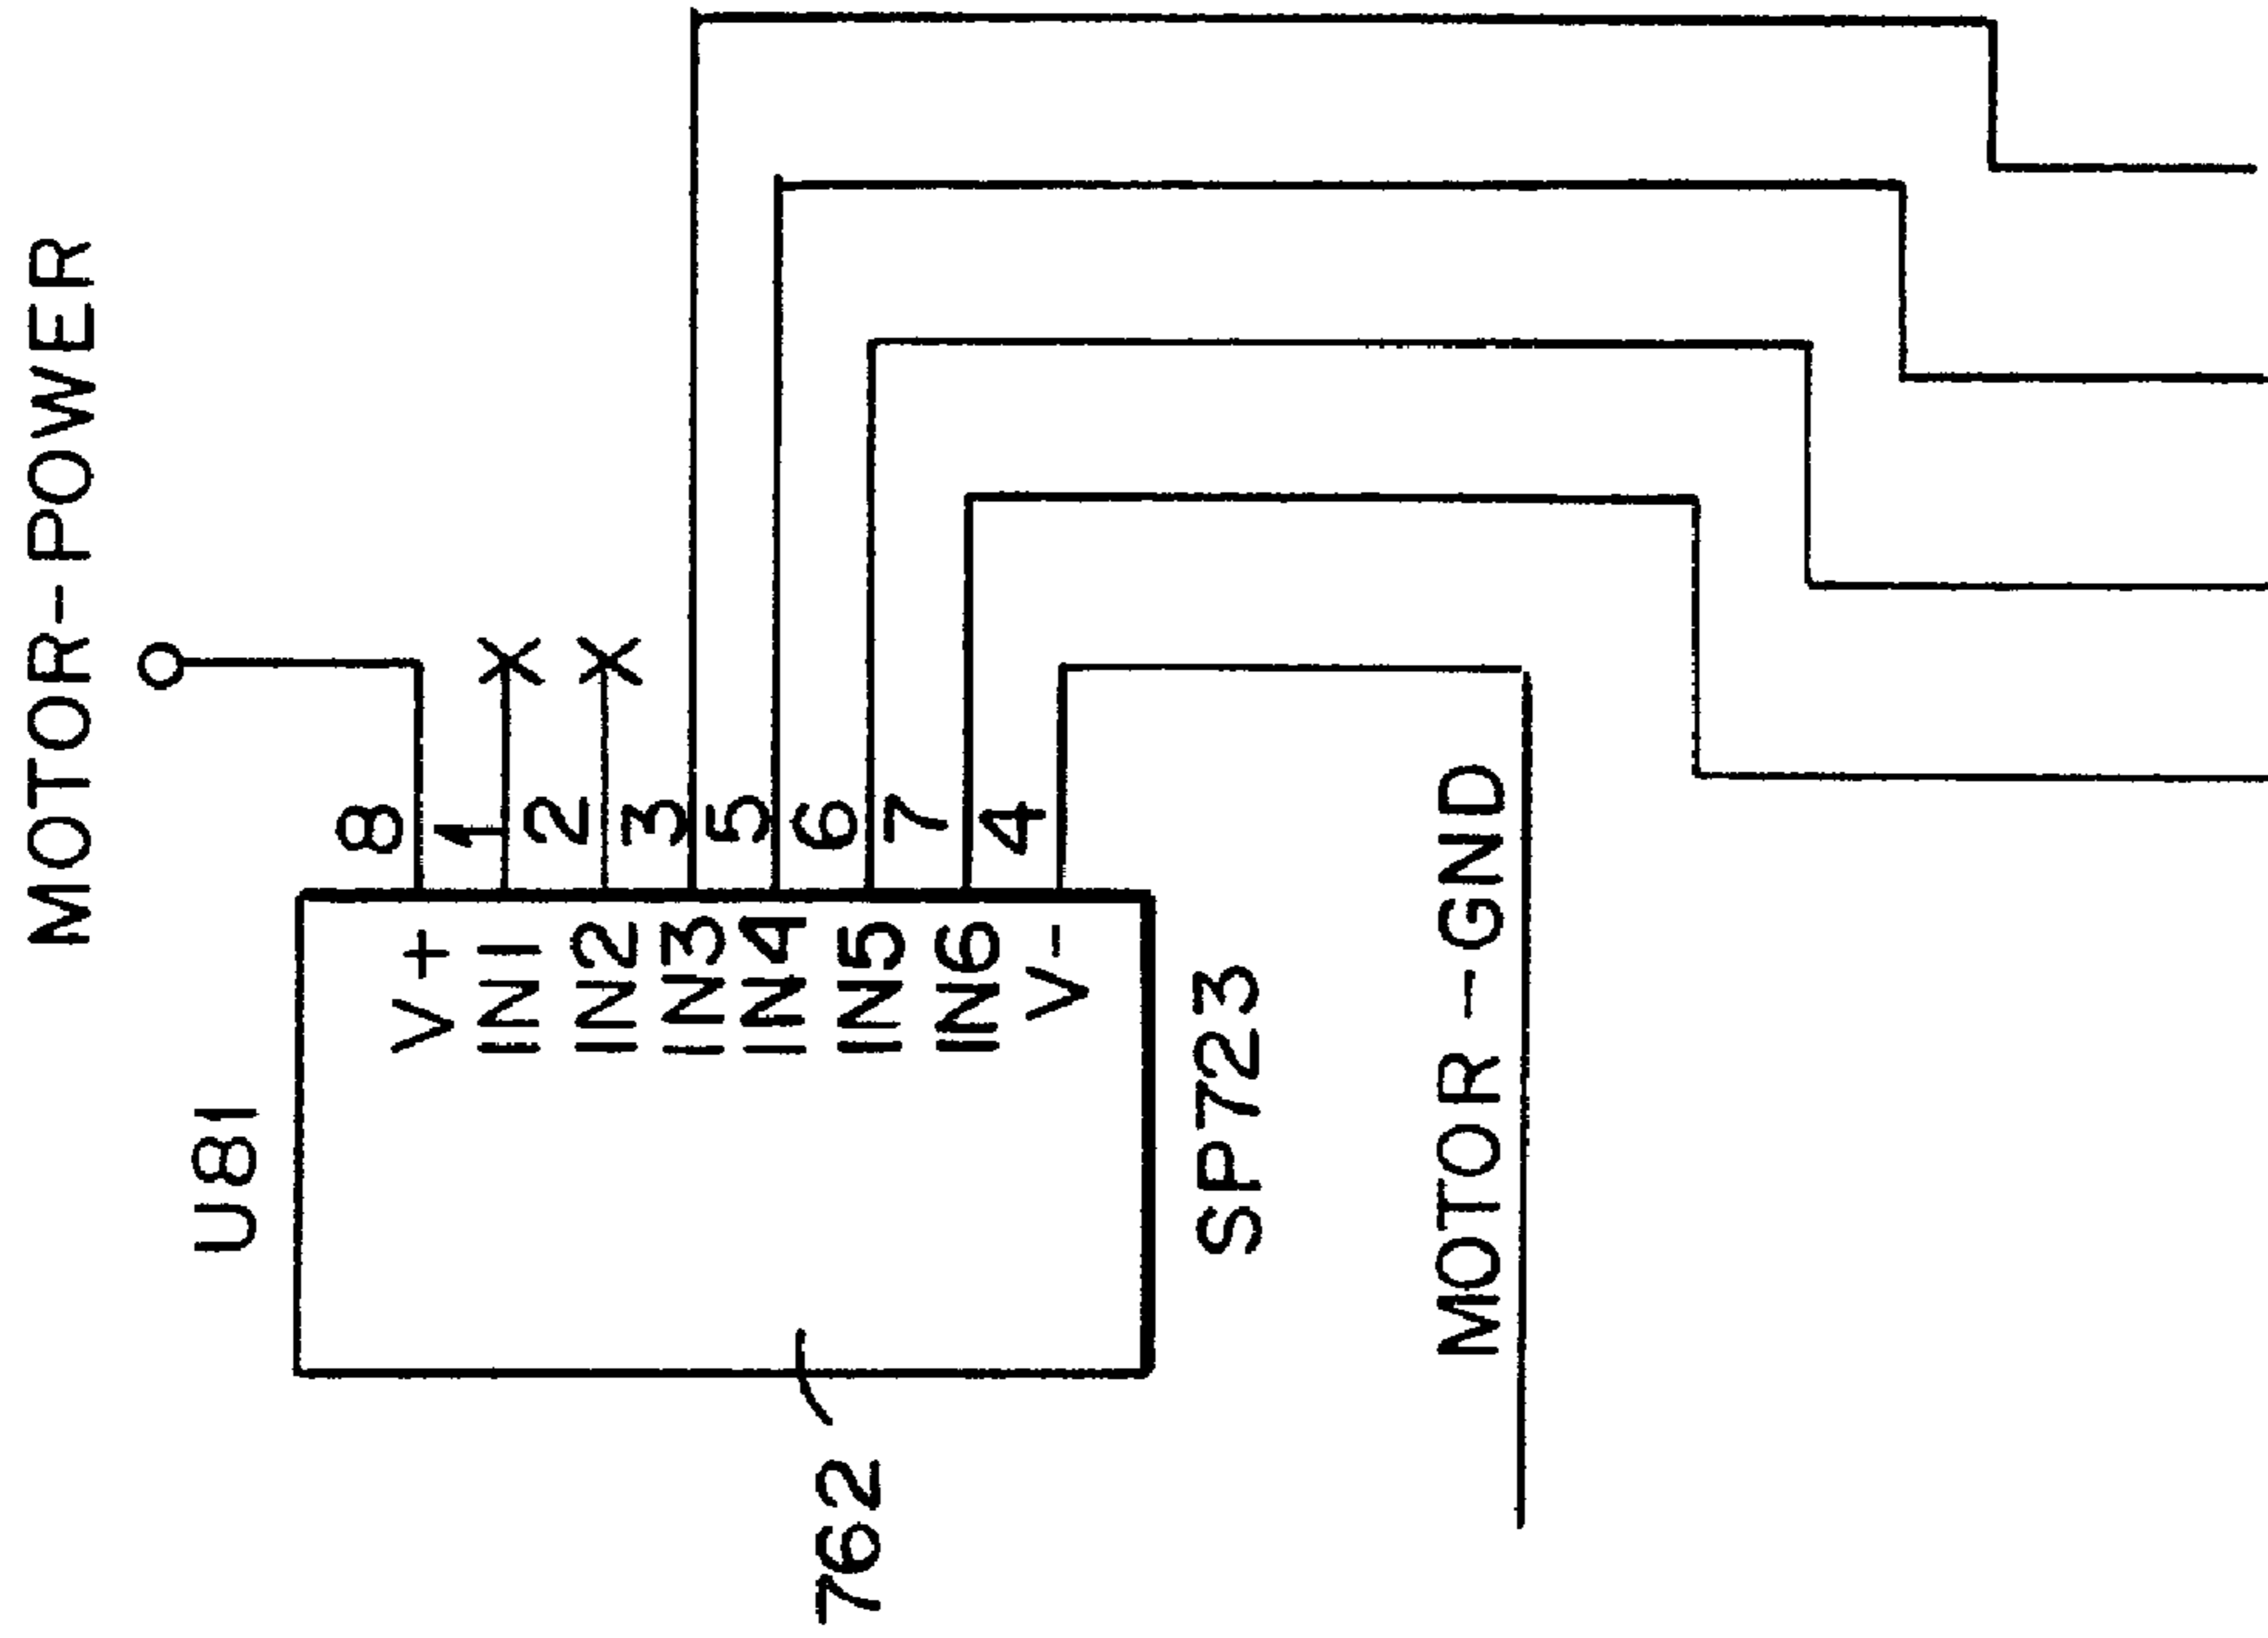 MOTOR-POWER
U81
8
1
2
3
5
6
7
4
V+
IN1
IN2
IN3
IN4
IN5
IN6
V-
SP723
762
MOTOR-GND